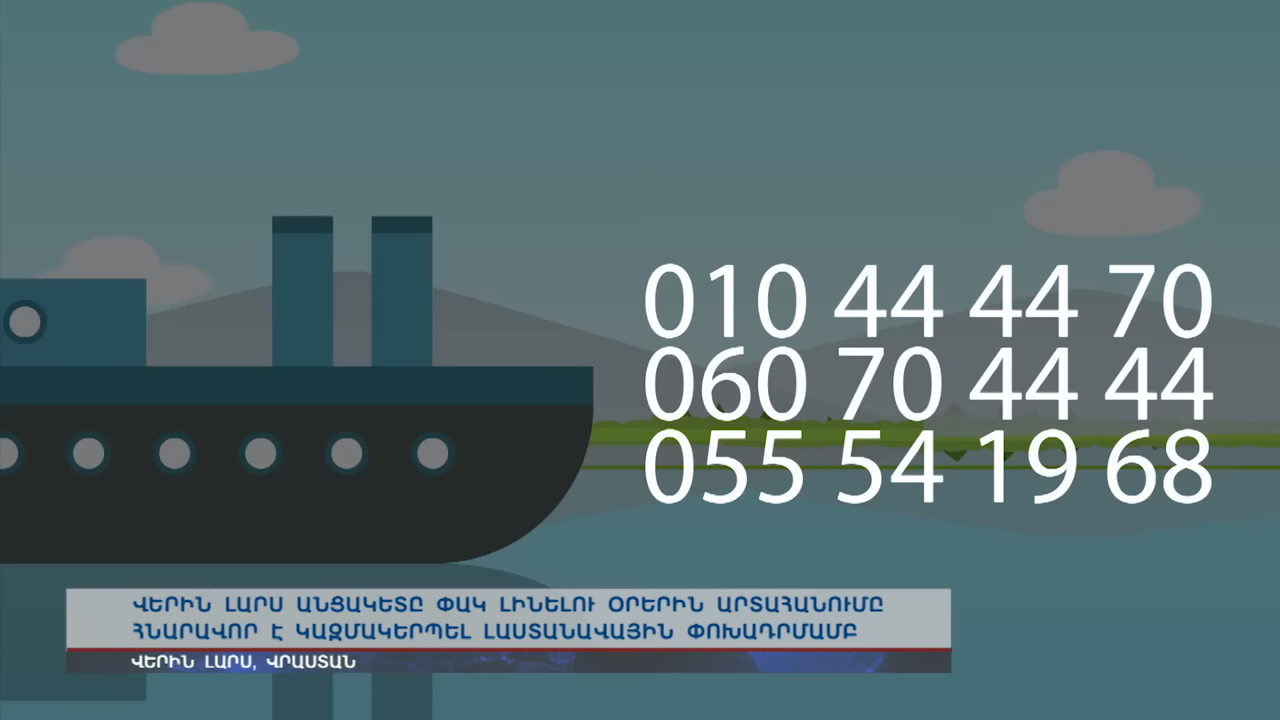 010 44 44 70
060 70 44 44
055 54 19 68
ՎԵՐԻՆ ԼԱՐՍ ԱՆՑԱԿԵՏԸ ՓԱԿ ԼԻՆԵԼՈՒ ՕՐԵՐԻՆ ԱՐՏԱՀԱՆՈՒՄԸ
ՀՆԱՐԱՎՈՐ Է ԿԱԶՄԱԿԵՐՊԵԼ ԼԱՍՏԱՆԱՎԱՅԻՆ ՓՈԽԱԴՐՄԱՄԲ
ՎԵՐԻՆ ԼԱՐՍ, ՎՐԱՍՏԱՆ